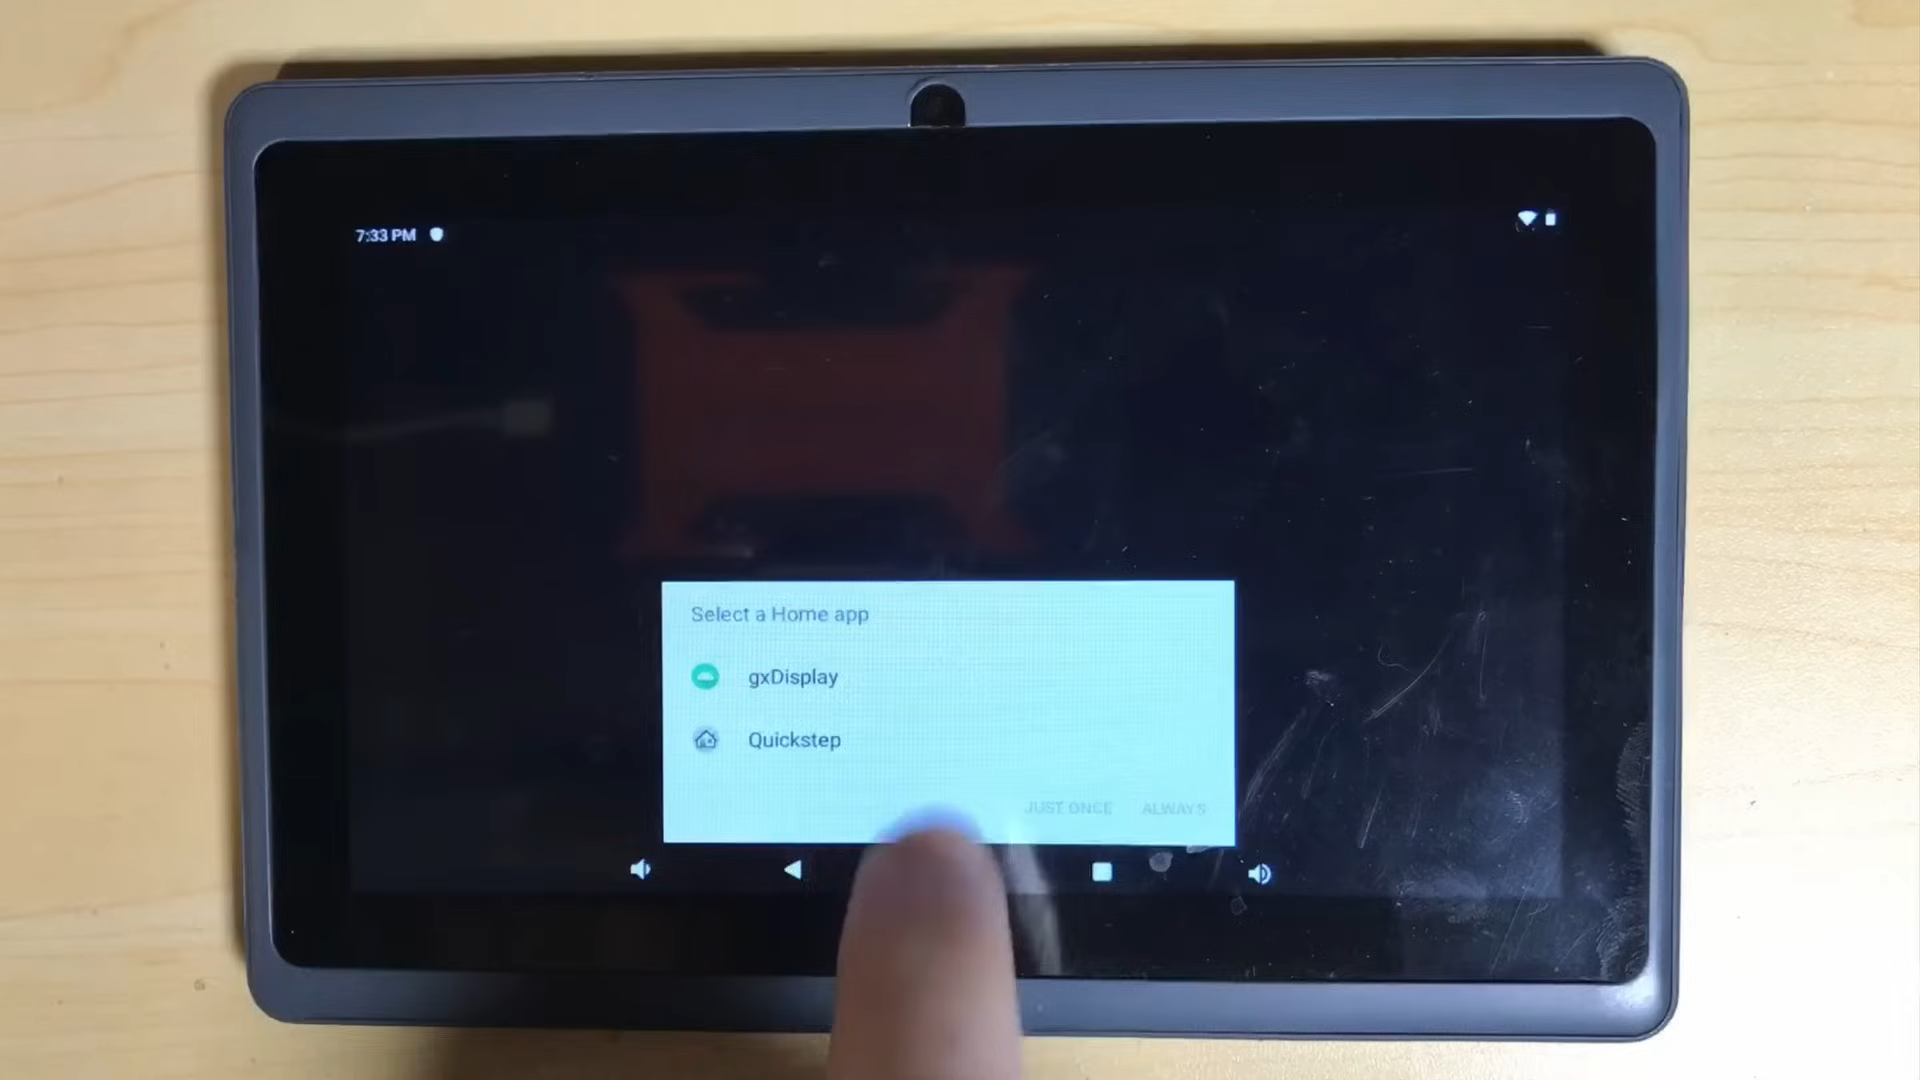 7:33 PM
Select a Home app
gxDisplay
Quickstep
JUST ONCE ALWAYS